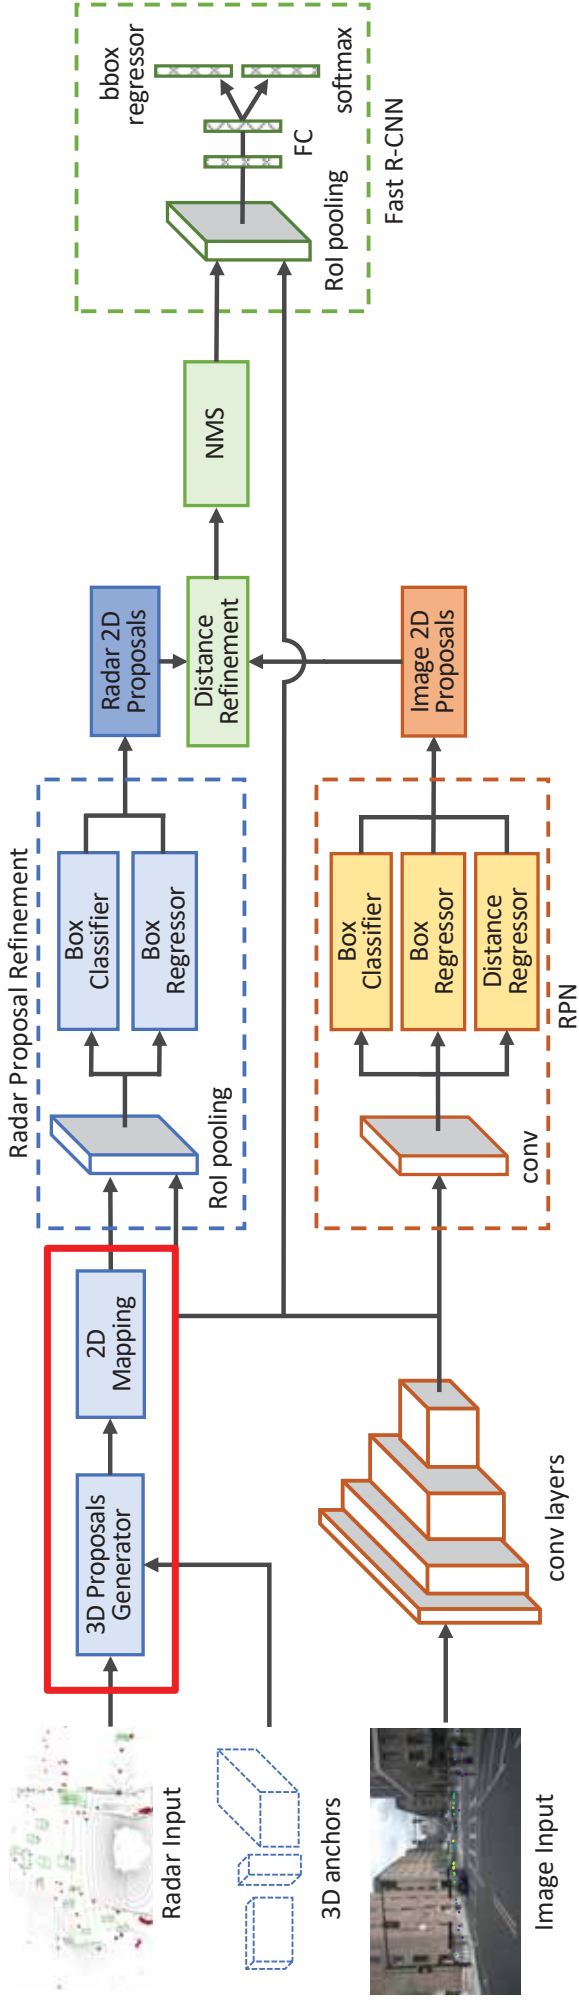 Radar Input
3D anchors
Image Input
3D Proposals
Generator
2D
Mapping
conv layers
Radar Proposal Refinement
RoI pooling
Box
Classifier
Box
Regressor
conv
Box
Classifier
Box
Regressor
Distance
Regressor
RPN
Radar 2D
Proposals
Distance
Refinement
Image 2D
Proposals
NMS
RoI pooling
FC
bbox
regressor
softmax
Fast R-CNN